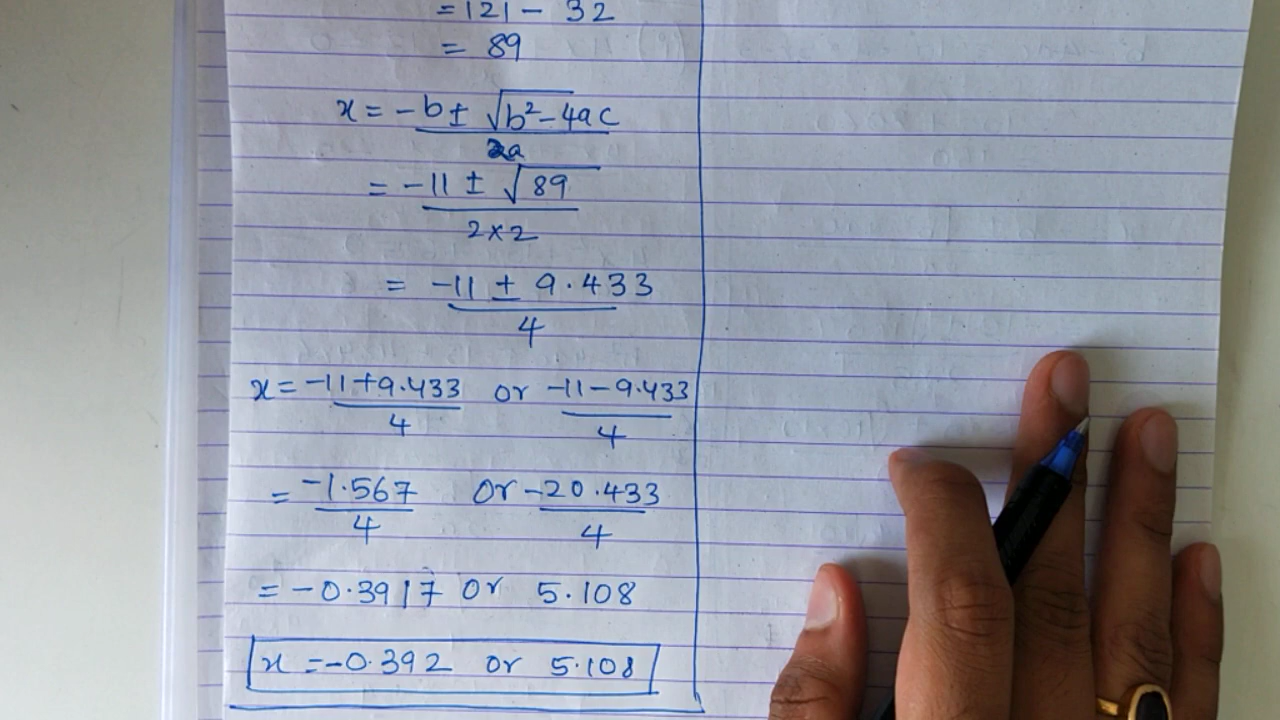 =121- 32
= 89
x = -b ± √b²-4ac
2a
= -11 ± √89
2×2
= -11 ± 9.433
4
x = -11+9.433 or -11-9.433
4 4
= -1.567 or -20.433
4 4
= -0.3917 or 5.108
x = -0.392 or 5.108